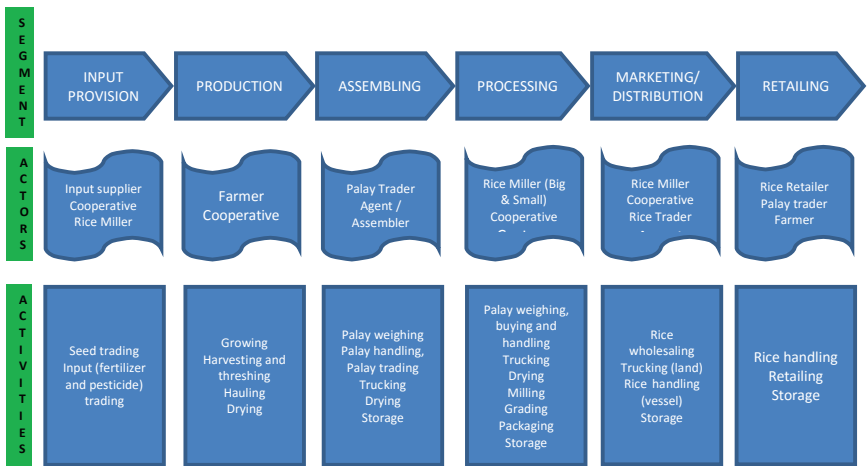 SEGMENT
INPUT
PROVISION
PRODUCTION
ASSEMBLING
PROCESSING
MARKETING/
DISTRIBUTION
RETAILING
ACTORS
Input supplier
Cooperative
Rice Miller
Farmer
Cooperative
Palay Trader
Agent /
Assembler
Rice Miller (Big
& Small)
Cooperative
Rice Miller
Cooperative
Rice Trader
Rice Retailer
Palay trader
Farmer
ACTIVITIES
Seed trading
Input (fertilizer
and pesticide)
trading
Growing
Harvesting and
threshing
Hauling
Drying
Palay weighing
Palay handling,
Palay trading
Trucking
Drying
Storage
Palay weighing,
buying and
handling
Trucking
Drying
Milling
Grading
Packaging
Storage
Rice
wholesaling
Trucking (land)
Rice handling
(vessel)
Storage
Rice handling
Retailing
Storage